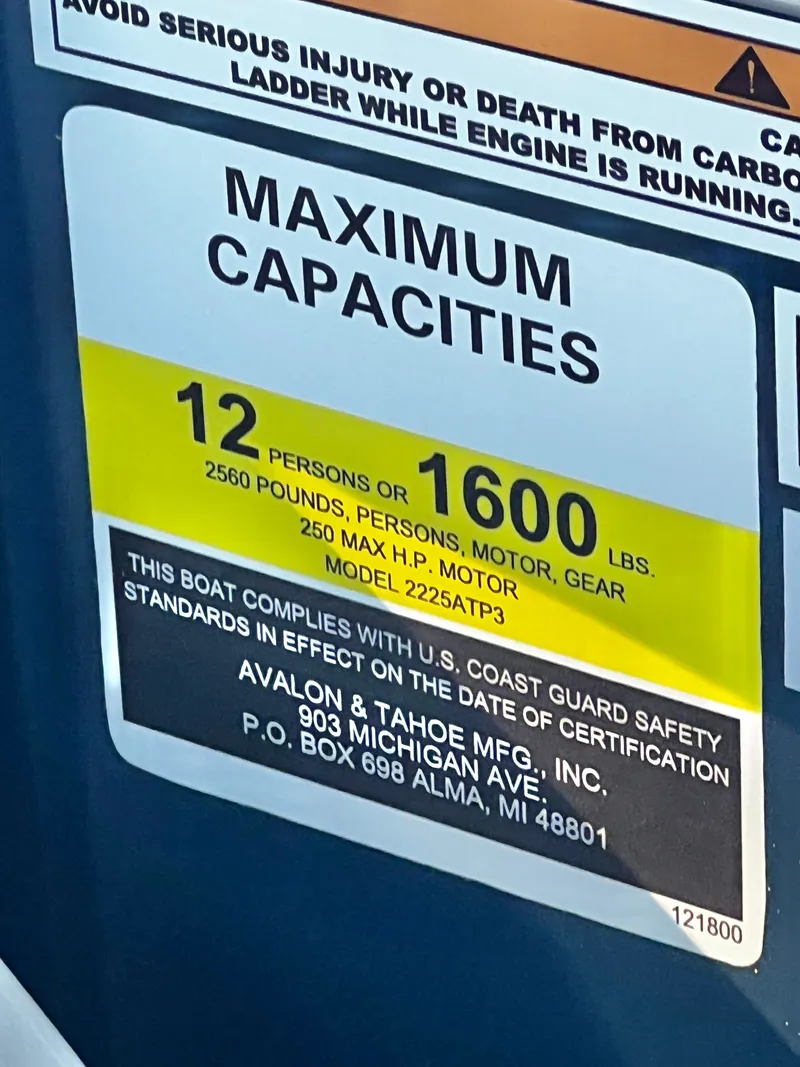 AVOID SERIOUS INJURY OR DEATH FROM CARBO
LADDER WHILE ENGINE IS RUNNING.
CA
MAXIMUM
CAPACITIES
12 PERSONS OR 1600 LBS.
2560 POUNDS, PERSONS, MOTOR, GEAR
250 MAX H.P. MOTOR
MODEL 2225ATP3
THIS BOAT COMPLIES WITH U.S. COAST GUARD SAFETY
STANDARDS IN EFFECT ON THE DATE OF CERTIFICATION
AVALON & TAHOE MFG., INC.
903 MICHIGAN AVE.
P.O. BOX 698 ALMA, MI 48801
121800